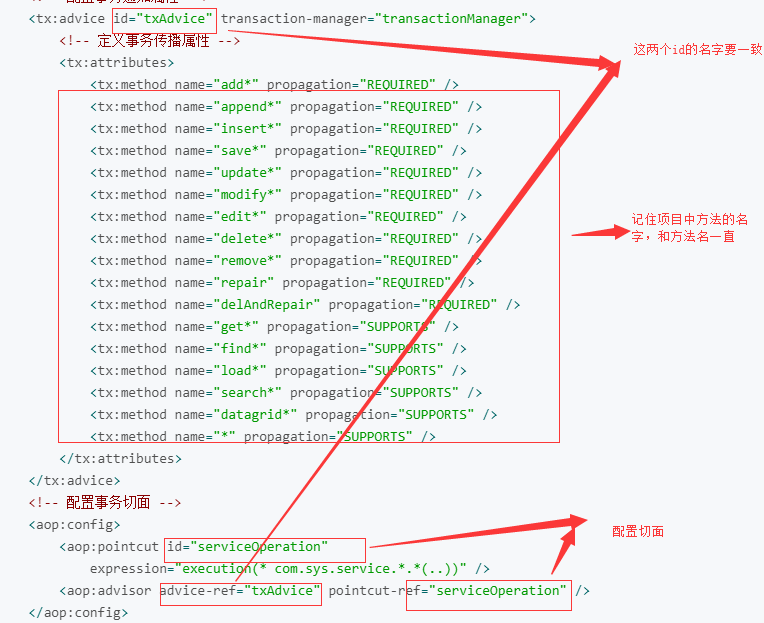 <!-- 配置事务通知属性 -->
<tx:advice id="txAdvice" transaction-manager="transactionManager">
<!-- 定义事务传播属性 -->
<tx:attributes>
<tx:method name="add*" propagation="REQUIRED" />
<tx:method name="append*" propagation="REQUIRED" />
<tx:method name="insert*" propagation="REQUIRED" />
<tx:method name="save*" propagation="REQUIRED" />
<tx:method name="update*" propagation="REQUIRED" />
<tx:method name="modify*" propagation="REQUIRED" />
<tx:method name="edit*" propagation="REQUIRED" />
<tx:method name="delete*" propagation="REQUIRED" />
<tx:method name="remove*" propagation="REQUIRED" />
<tx:method name="repair" propagation="REQUIRED" />
<tx:method name="delAndRepair" propagation="REQUIRED" />
<tx:method name="get*" propagation="SUPPORTS" />
<tx:method name="find*" propagation="SUPPORTS" />
<tx:method name="load*" propagation="SUPPORTS" />
<tx:method name="search*" propagation="SUPPORTS" />
<tx:method name="datagrid*" propagation="SUPPORTS" />
<tx:method name="*" propagation="SUPPORTS" />
</tx:attributes>
</tx:advice>
<!-- 配置事务切面 -->
<aop:config>
<aop:pointcut id="serviceOperation"
expression="execution(* com.sys.service.*.*(..))" />
<aop:advisor advice-ref="txAdvice" pointcut-ref="serviceOperation" />
</aop:config>
这两个id的名字要一致
记住项目中方法的名
字，和方法名一直
配置切面